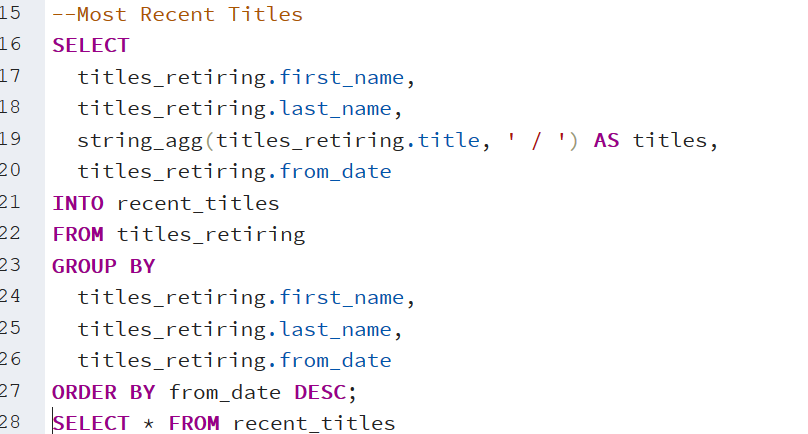 15 --Most Recent Titles
16 SELECT
17 titles_retiring.first_name,
18 titles_retiring.last_name,
19 string_agg(titles_retiring.title, ' / ') AS titles,
20 titles_retiring.from_date
21 INTO recent_titles
22 FROM titles_retiring
23 GROUP BY
24 titles_retiring.first_name,
25 titles_retiring.last_name,
26 titles_retiring.from_date
27 ORDER BY from_date DESC;
28 SELECT * FROM recent_titles